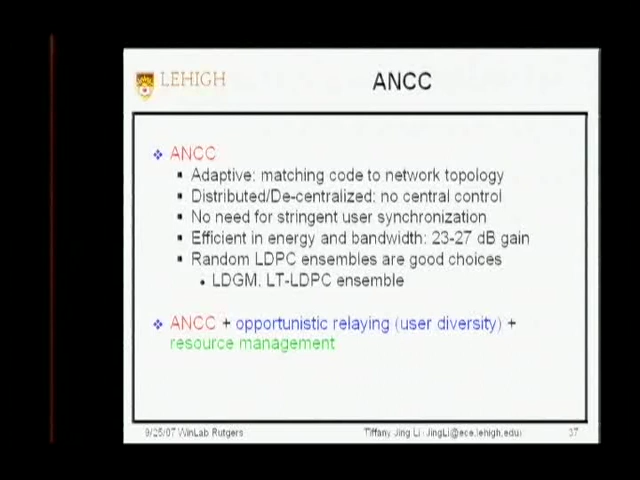 LEHIGH
ANCC
ANCC
Adaptive: matching code to network topology
Distributed/De-centralized: no central control
No need for stringent user synchronization
Efficient in energy and bandwidth: 23-27 dB gain
Random LDPC ensembles are good choices
LDGM, LT-LDPC ensemble
ANCC + opportunistic relaying (user diversity) +
resource management
9/25/07 WinLab Rutgers
Tiffany Jing Li (JingLi@ece.lehigh.edu)
37